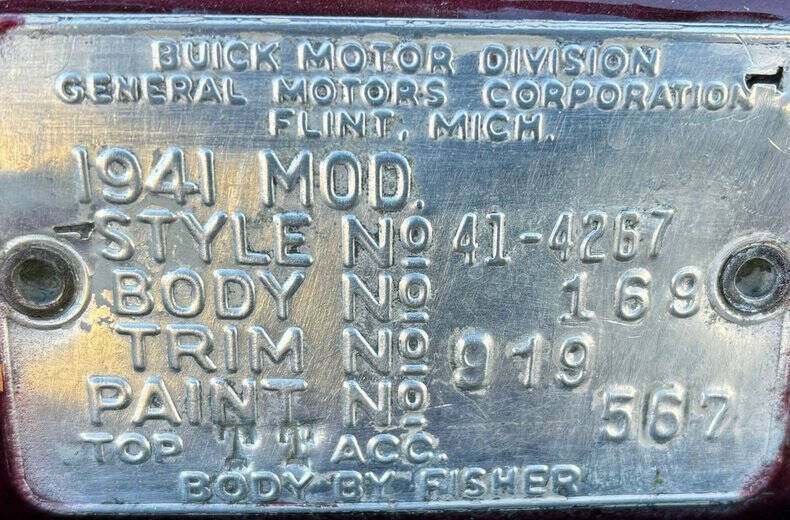 BUICK MOTOR DIVISION
GENERAL MOTORS CORPORATION
FLINT, MICH.
1941 MOD.
STYLE Nº 41-4267
BODY Nº 169
TRIM Nº 919
PAINT Nº 567
TOP T T ACC.
BODY BY FISHER